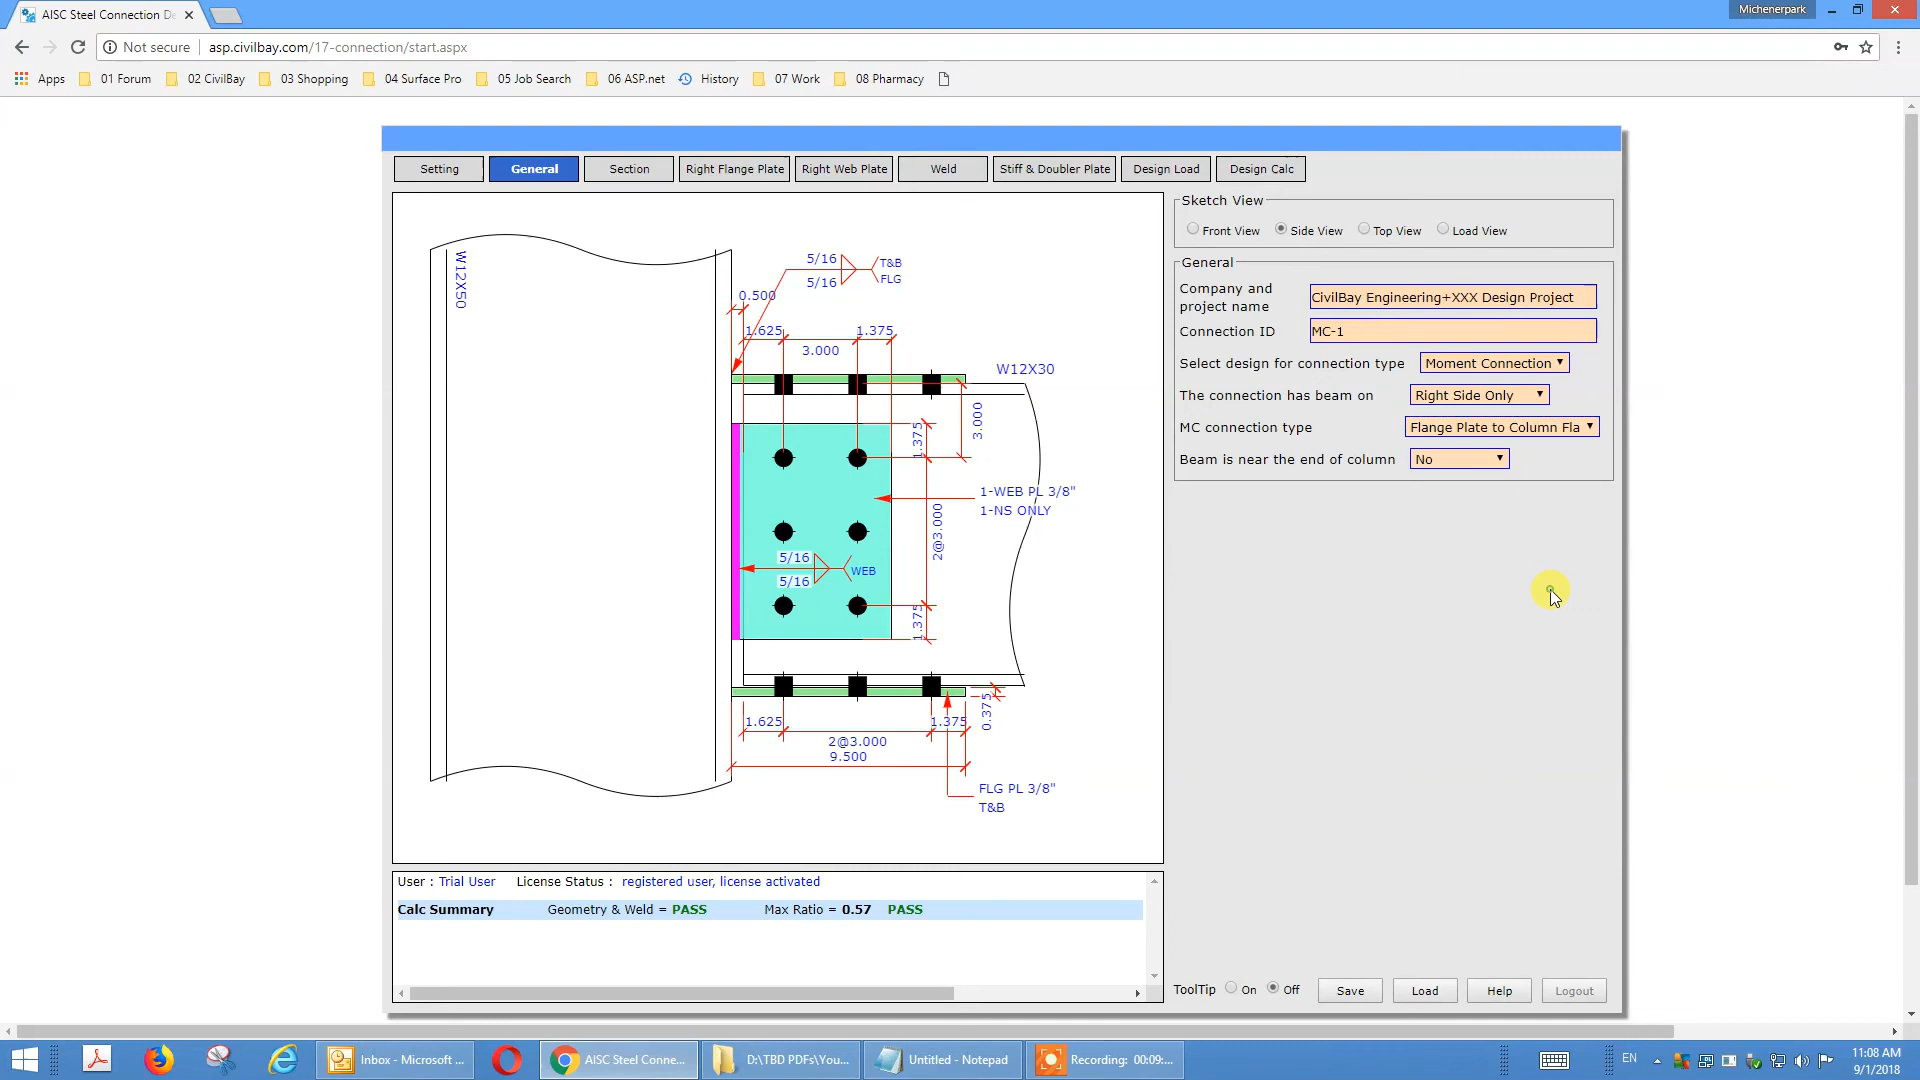 AISC Steel Connection De
Michenerpark
Not secure
asp.civilbay.com/17-connection/start.aspx
Apps
01 Forum
02 CivilBay
03 Shopping
04 Surface Pro
05 Job Search
06 ASP.net
History
07 Work
08 Pharmacy
Setting
General
Section
Right Flange Plate
Right Web Plate
Weld
Stiff & Doubler Plate
Design Load
Design Calc
W12X50
5/16
5/16
T&B
FLG
0.500
1.625
1.375
3.000
W12X30
3.000
1.375
1-WEB PL 3/8"
1-NS ONLY
2@3.000
5/16
5/16
WEB
1.375
1.625
1.375
0.375
2@3.000
9.500
FLG PL 3/8"
T&B
Sketch View
Front View
Side View
Top View
Load View
General
Company and
project name
CivilBay Engineering+XXX Design Project
Connection ID
MC-1
Select design for connection type
Moment Connection
The connection has beam on
Right Side Only
MC connection type
Flange Plate to Column Fla
Beam is near the end of column
No
User : Trial User License Status : registered user, license activated
Calc Summary Geometry & Weld = PASS Max Ratio = 0.57 PASS
ToolTip
On
Off
Save
Load
Help
Logout
Inbox - Microsoft ...
AISC Steel Conne...
D:\TBD PDFs\You...
Untitled - Notepad
Recording: 00:09:...
EN
11:08 AM
9/1/2018